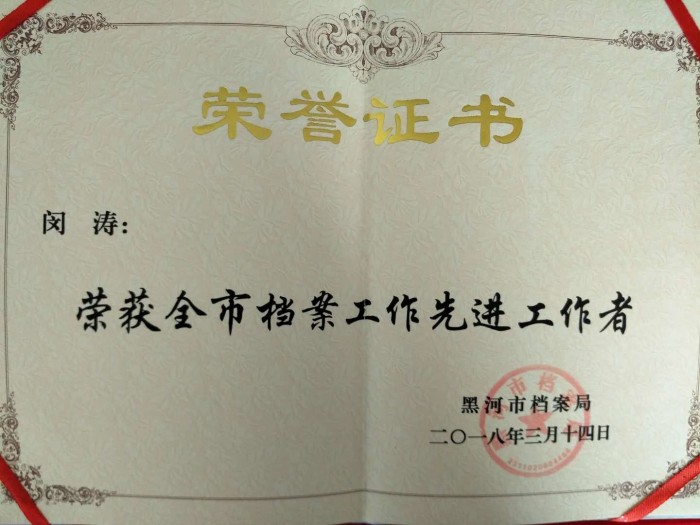 荣誉证书
闵 涛：
荣获全市档案工作先进工作者
黑河市档案局
二〇一八年三月十四日